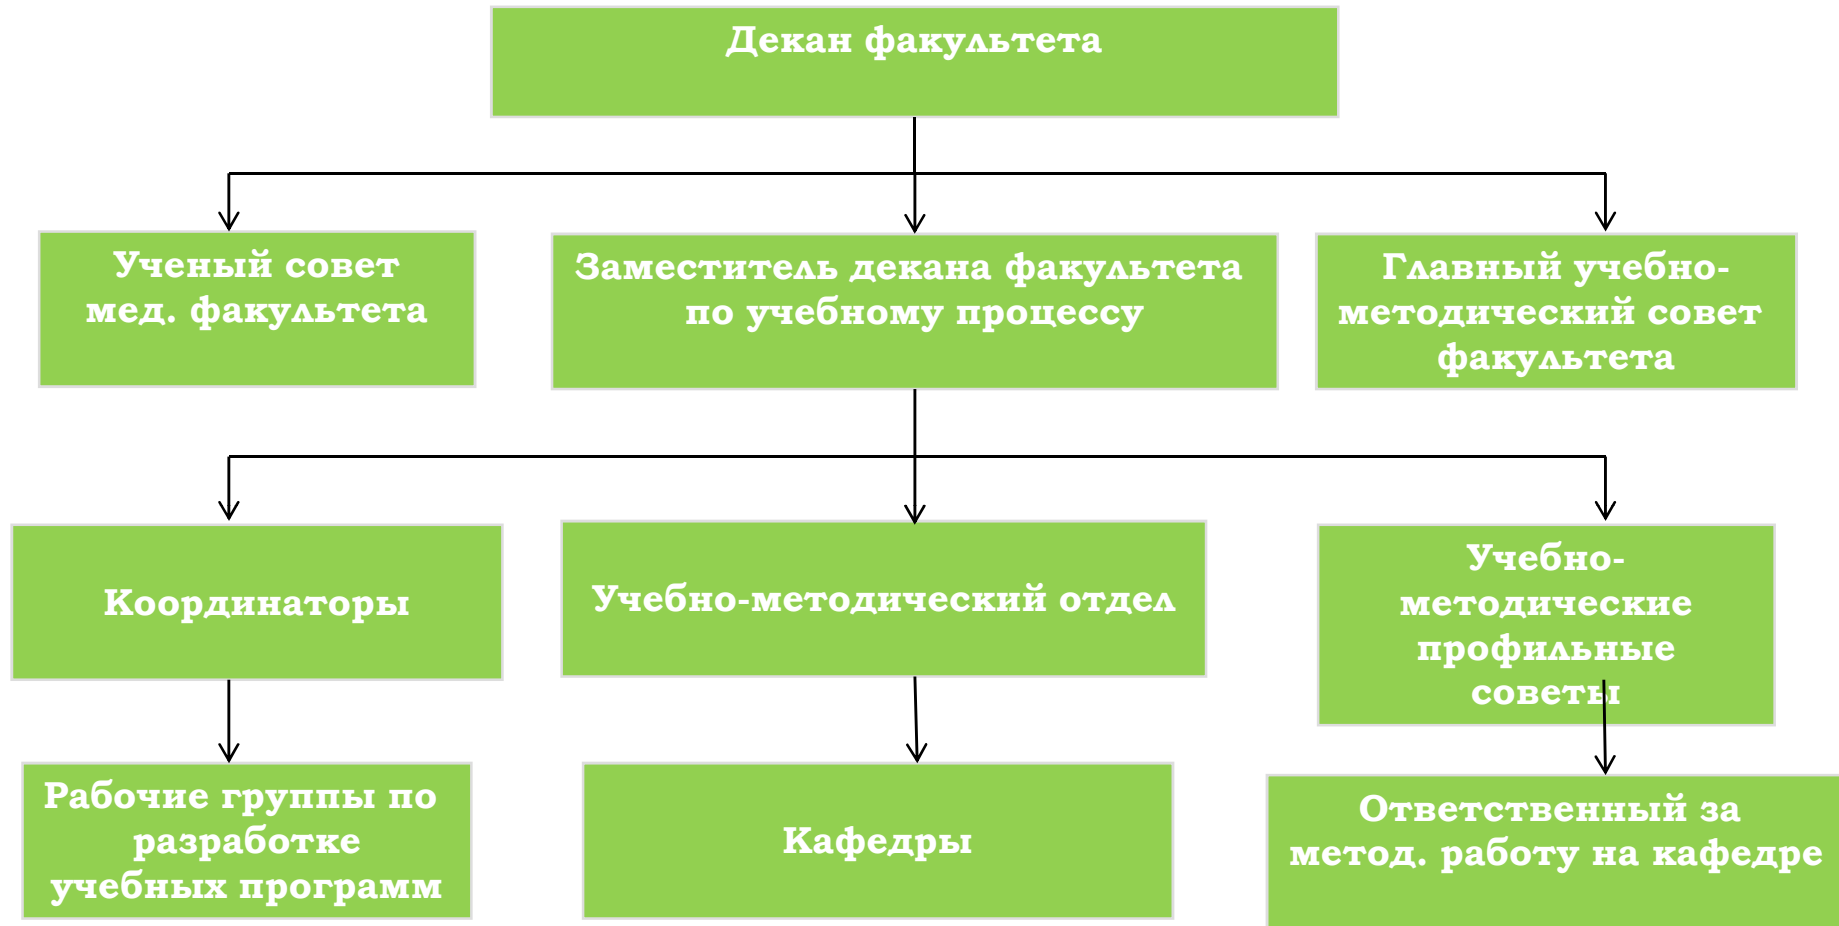 Декан факультета
Ученый совет
мед. факультета
Заместитель декана факультета
по учебному процессу
Главный учебно-
методический совет
факультета
Координаторы
Учебно-методический отдел
Учебно-
методические
профильные
советы
Рабочие группы по
разработке
учебных программ
Кафедры
Ответственный за
метод. работу на кафедре